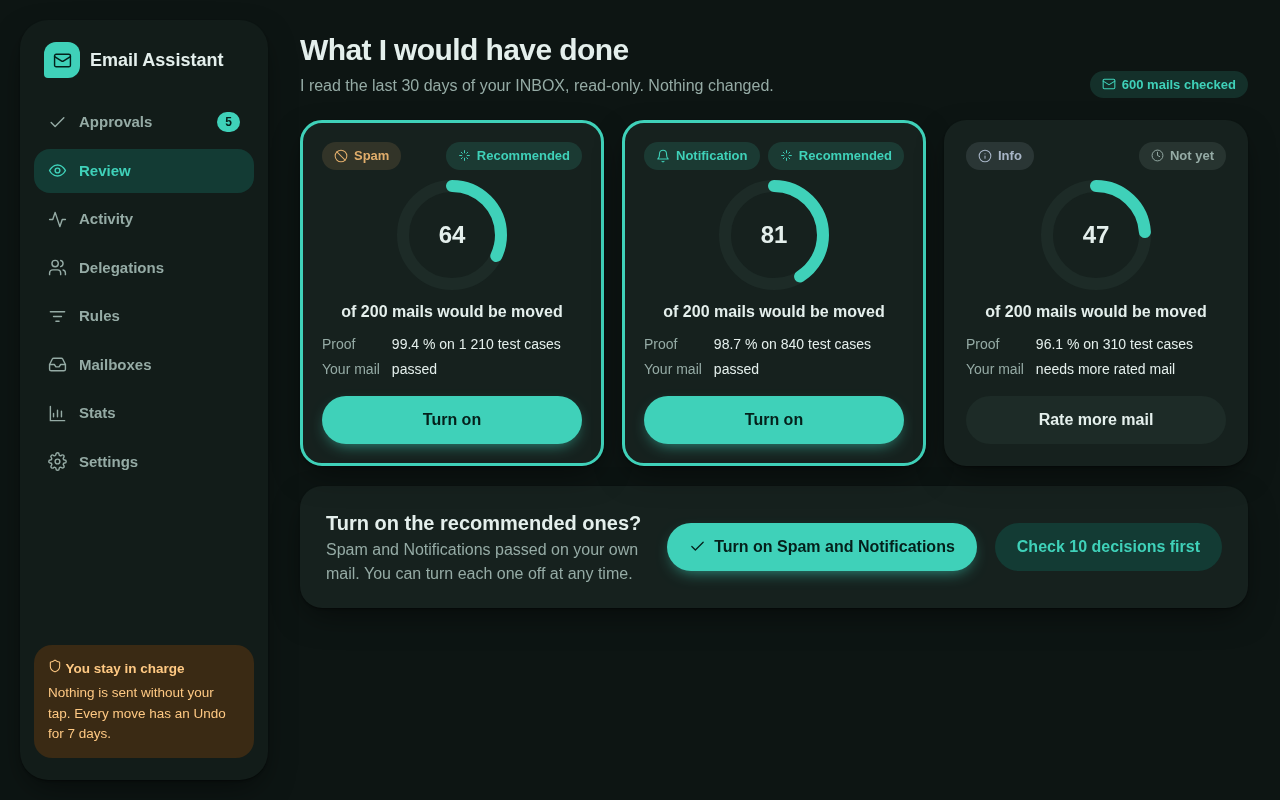 Email Assistant
Approvals
5
Review
Activity
Delegations
Rules
Mailboxes
Stats
Settings
You stay in charge
Nothing is sent without your
tap. Every move has an Undo
for 7 days.
What I would have done
I read the last 30 days of your INBOX, read-only. Nothing changed.
600 mails checked
Spam
Recommended
64
of 200 mails would be moved
Proof 99.4 % on 1 210 test cases
Your mail passed
Turn on
Notification
Recommended
81
of 200 mails would be moved
Proof 98.7 % on 840 test cases
Your mail passed
Turn on
Info
Not yet
47
of 200 mails would be moved
Proof 96.1 % on 310 test cases
Your mail needs more rated mail
Rate more mail
Turn on the recommended ones?
Spam and Notifications passed on your own
mail. You can turn each one off at any time.
Turn on Spam and Notifications
Check 10 decisions first